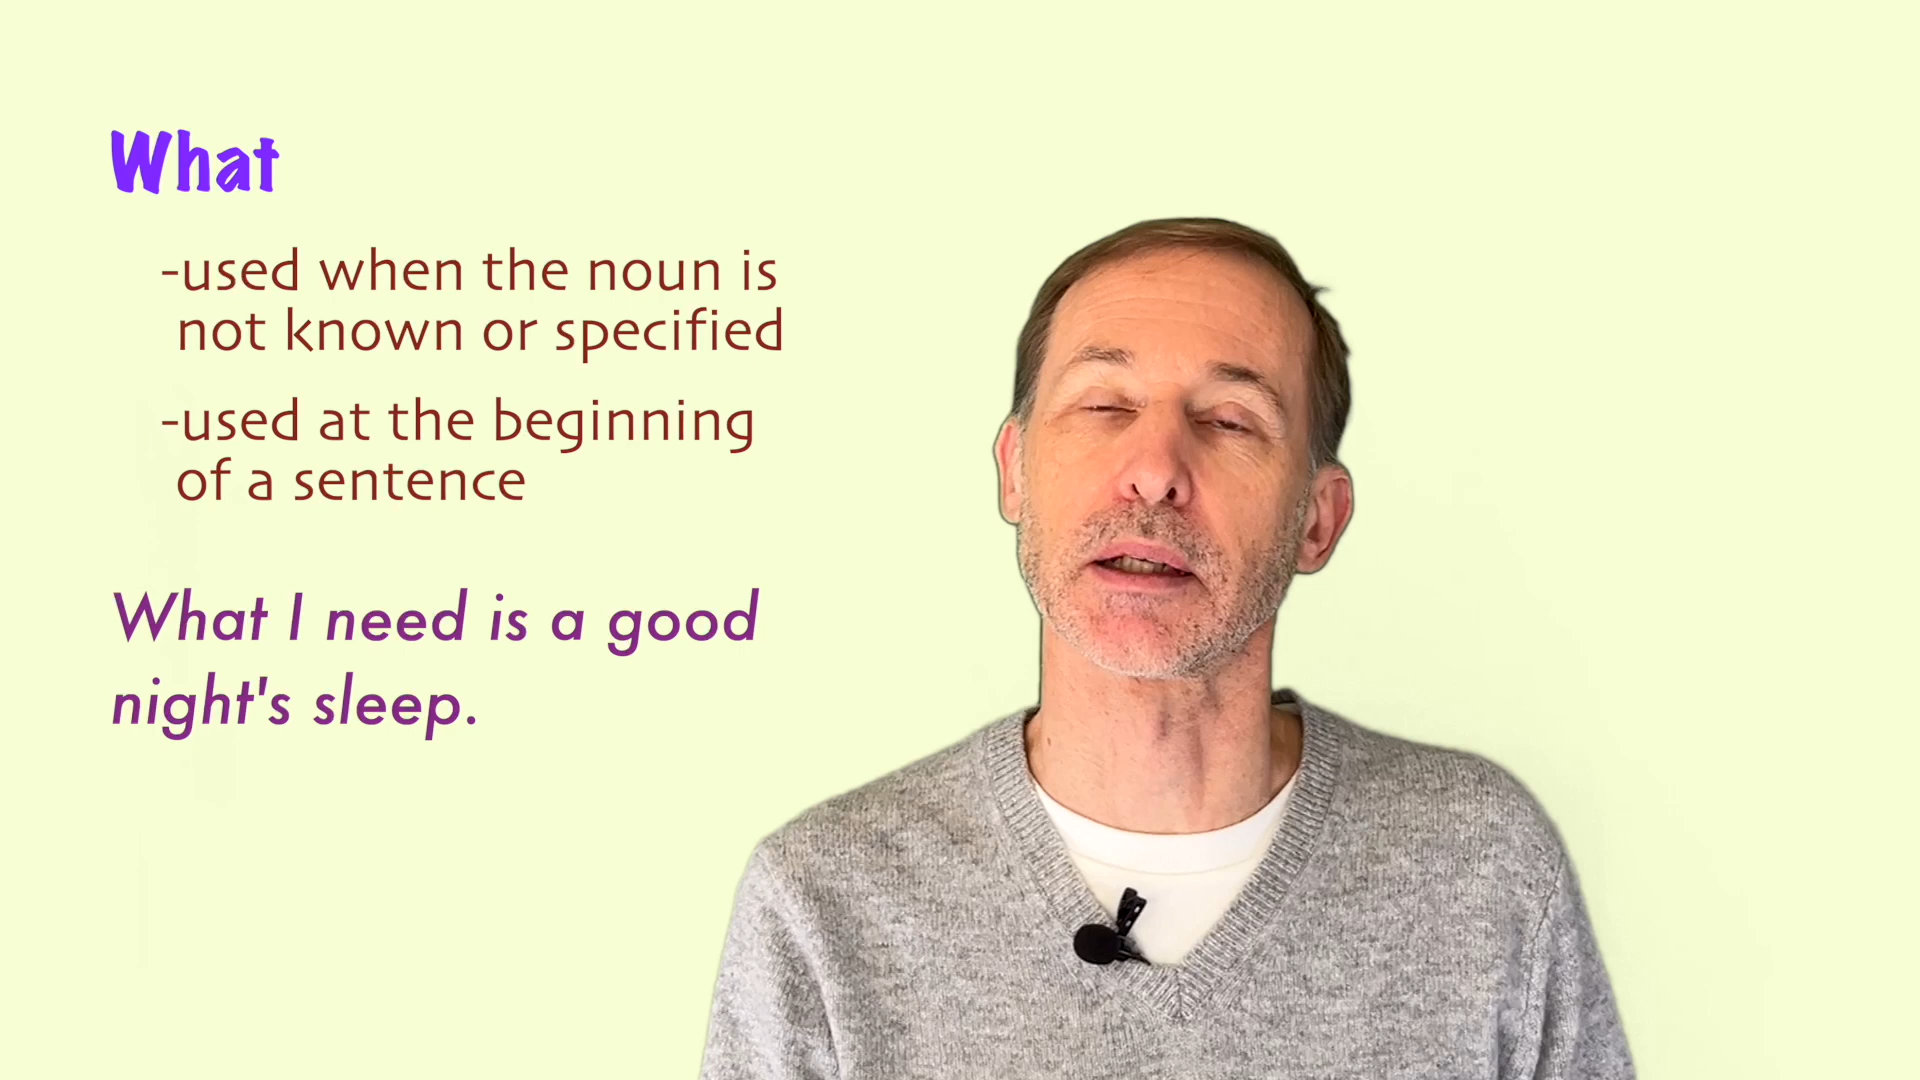 What
-used when the noun is
not known or specified
-used at the beginning
of a sentence
What I need is a good
night's sleep.